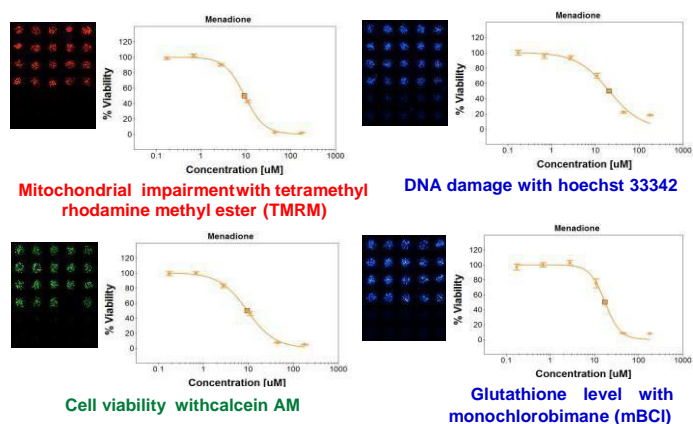 Menadione
120
100
80
60
40
20
0
% Viability
0.1 1 10 100 1000
Concentration [uM]
Mitochondrial impairmentwith tetramethyl
rhodamine methyl ester (TMRM)
Menadione
120
100
80
60
40
20
0
% Viability
0.1 1 10 100 1000
Concentration [uM]
DNA damage with hoechst 33342
Menadione
120
100
80
60
40
20
0
% Viability
0.1 1 10 100 1000
Concentration [uM]
Cell viability withcalcein AM
Menadione
120
100
80
60
40
20
0
% Viability
0.1 1 10 100 1000
Concentration [uM]
Glutathione level with
monochlorobimane (mBCl)